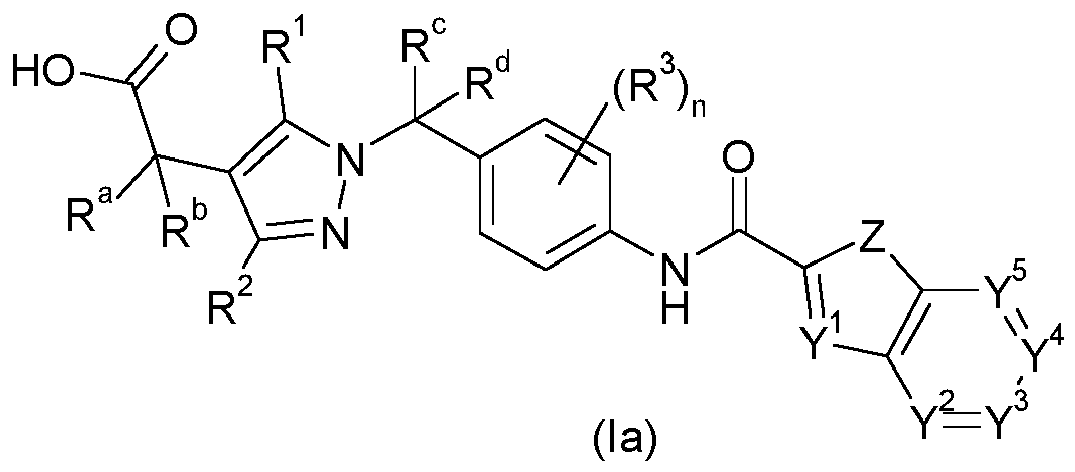 O
HO
R¹
Rᶜ
Rᵈ
(R³)ₙ
N
N
Rᵃ
Rᵇ
R²
O
N
H
Z
Y¹
Y⁵
Y⁴
Y²
Y³
(Ia)